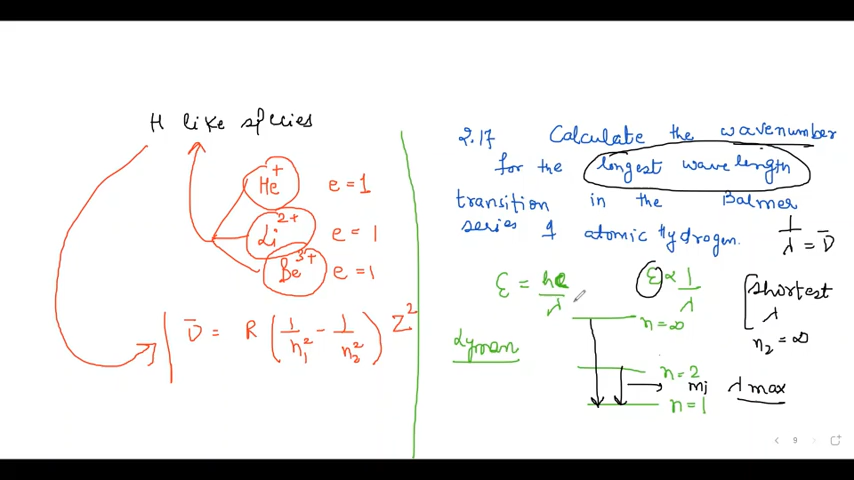 H like species
He+ e = 1
Li2+ e = 1
Be3+ e = 1
ν̅ = R (1/n₁² − 1/n₂²) Z²
2.17 Calculate the wavenumber
for the longest wavelength
transition in the Balmer
series of atomic Hydrogen.
1/λ = ν̅
ε = hc/λ
ε ∝ 1/λ
shortest
λ
n₂ = ∞
n = ∞
Lyman
n = 2
λ max
n = 1
9